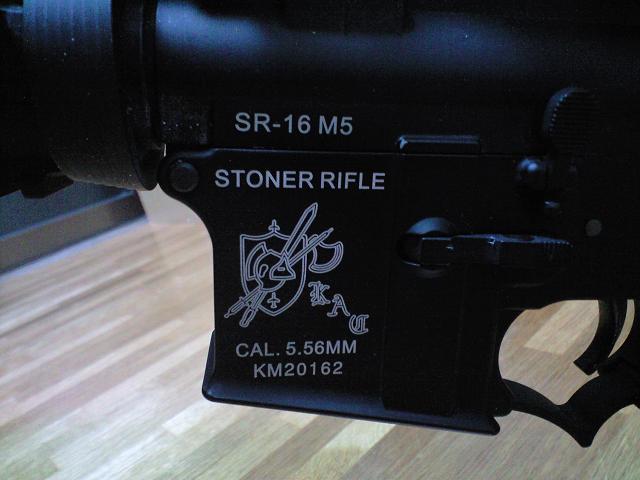 SR-16 M5
STONER RIFLE
KAC
CAL. 5.56MM
KM20162